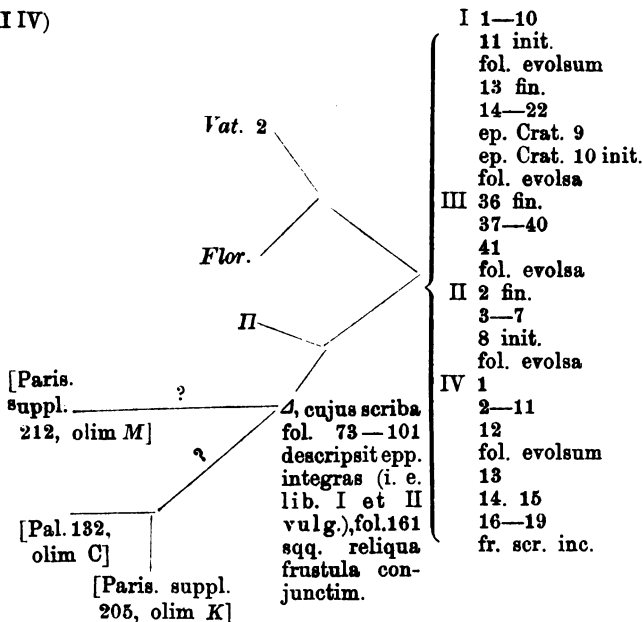 I IV)
Vat. 2
Flor.
Π
[Paris.
suppl.
212, olim M]
?
?
[Pal. 132,
olim C]
[Paris. suppl.
205, olim K]
Δ, cujus scriba
fol. 73—101
descripsit epp.
integras (i. e.
lib. I et II
vulg.), fol. 161
sqq. reliqua
frustula con-
junctim.
I 1—10
11 init.
fol. evolsum
13 fin.
14—22
ep. Crat. 9
ep. Crat. 10 init.
fol. evolsa
III 36 fin.
37—40
41
fol. evolsa
II 2 fin.
3—7
8 init.
fol. evolsa
IV 1
2—11
12
fol. evolsum
13
14. 15
16—19
fr. scr. inc.